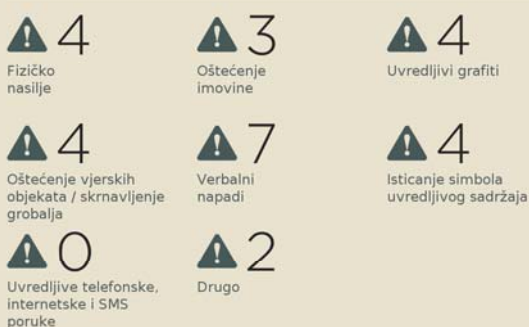 4
Fizičko
nasilje
3
Oštećenje
imovine
4
Uvredljivi grafiti
4
Oštećenje vjerskih
objekata / skrnavljenje
grobalja
7
Verbalni
napadi
4
Isticanje simbola
uvredljivog sadržaja
0
Uvredljive telefonske,
internetske i SMS
poruke
2
Drugo